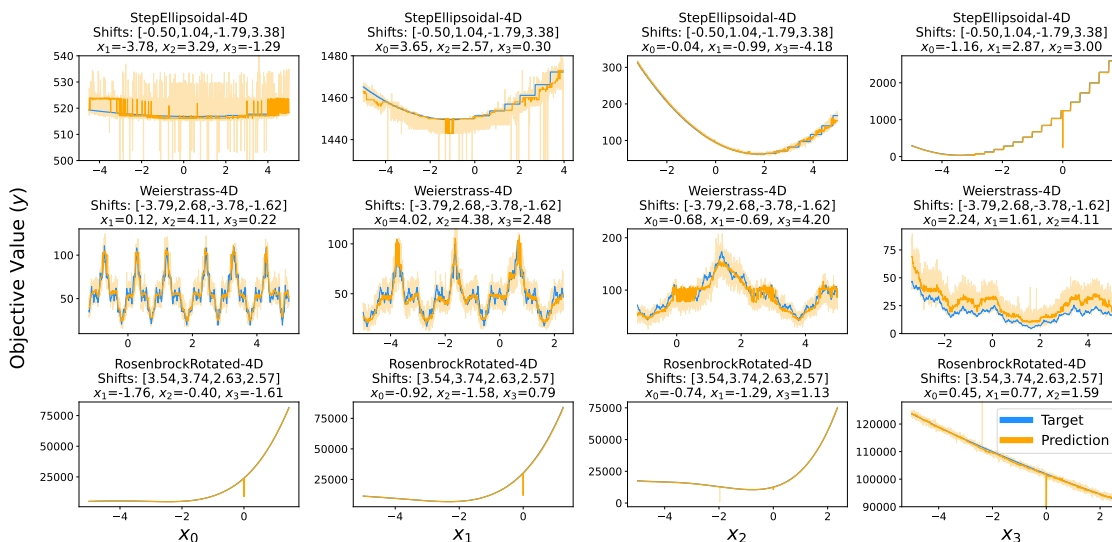 StepEllipsoidal-4D
Shifts: [-0.50,1.04,-1.79,3.38]
x1=-3.78, x2=3.29, x3=-1.29
540
530
520
510
500
−4 −2 0 2 4
StepEllipsoidal-4D
Shifts: [-0.50,1.04,-1.79,3.38]
x0=3.65, x2=2.57, x3=0.30
1480
1460
1440
−4 −2 0 2 4
StepEllipsoidal-4D
Shifts: [-0.50,1.04,-1.79,3.38]
x0=-0.04, x1=-0.99, x3=-4.18
300
200
100
−2 0 2 4
StepEllipsoidal-4D
Shifts: [-0.50,1.04,-1.79,3.38]
x0=-1.16, x1=2.87, x2=3.00
2000
1000
0
−4 −2 0 2
Objective Value (y)
Weierstrass-4D
Shifts: [-3.79,2.68,-3.78,-1.62]
x1=0.12, x2=4.11, x3=0.22
100
50
0 2 4
Weierstrass-4D
Shifts: [-3.79,2.68,-3.78,-1.62]
x0=4.02, x2=4.38, x3=2.48
100
50
−4 −2 0 2
Weierstrass-4D
Shifts: [-3.79,2.68,-3.78,-1.62]
x0=-0.68, x1=-0.69, x3=4.20
200
100
0 2 4
Weierstrass-4D
Shifts: [-3.79,2.68,-3.78,-1.62]
x0=2.24, x1=1.61, x2=4.11
75
50
25
0
−2 0 2 4
RosenbrockRotated-4D
Shifts: [3.54,3.74,2.63,2.57]
x1=-1.76, x2=-0.40, x3=-1.61
75000
50000
25000
−4 −2 0
x0
RosenbrockRotated-4D
Shifts: [3.54,3.74,2.63,2.57]
x0=-0.92, x2=-1.58, x3=0.79
75000
50000
25000
−4 −2 0
x1
RosenbrockRotated-4D
Shifts: [3.54,3.74,2.63,2.57]
x0=-0.74, x1=-1.29, x3=1.13
75000
50000
25000
0
−4 −2 0 2
x2
RosenbrockRotated-4D
Shifts: [3.54,3.74,2.63,2.57]
x0=0.45, x1=0.77, x2=1.59
120000
110000
100000
90000
Target
Prediction
−4 −2 0 2
x3